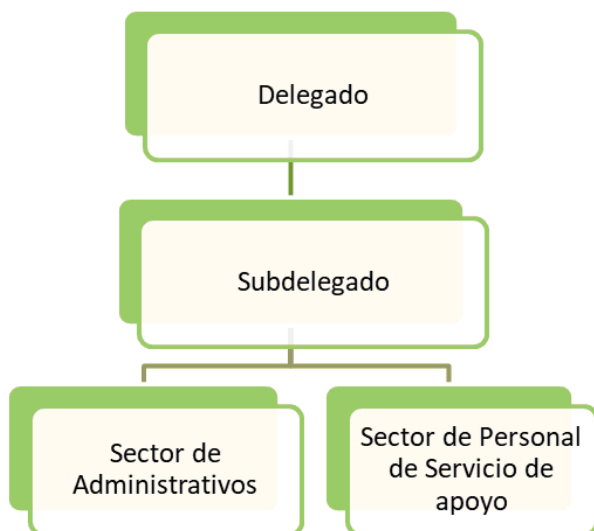 Delegado
Subdelegado
Sector de
Administrativos
Sector de Personal
de Servicio de
apoyo